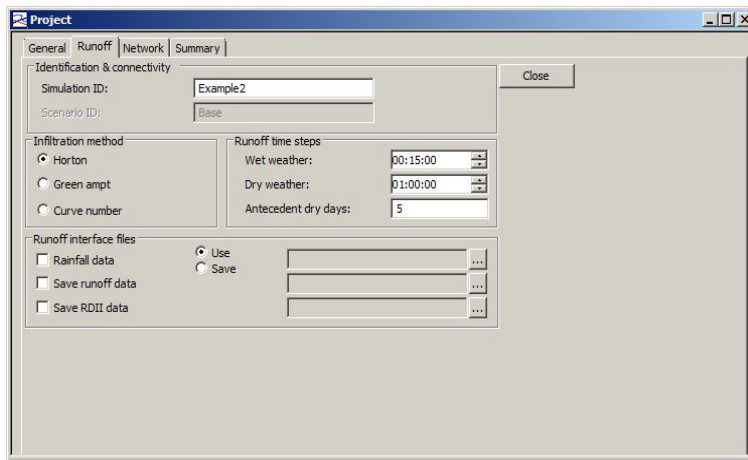 Project
General Runoff Network Summary
Identification & connectivity
Simulation ID: Example2
Scenario ID: Base
Close
Infiltration method
Horton
Green ampt
Curve number
Runoff time steps
Wet weather: 00:15:00
Dry weather: 01:00:00
Antecedent dry days: 5
Runoff interface files
Rainfall data
Use
Save
...
Save runoff data
...
Save RDII data
...